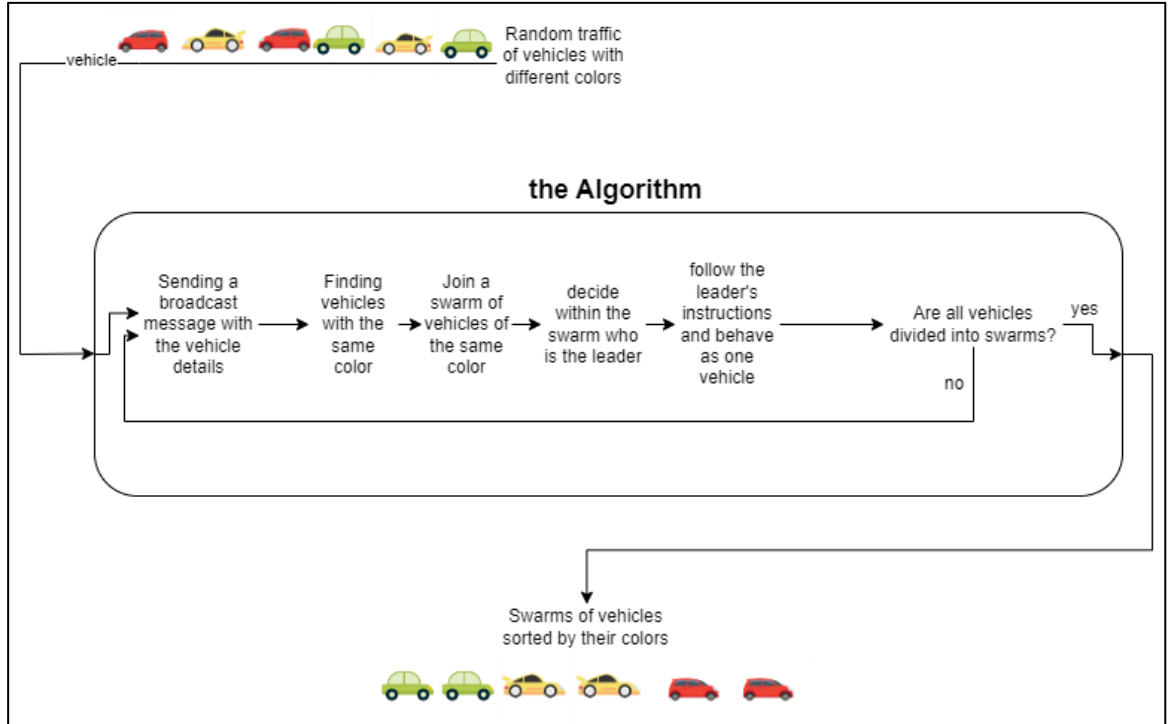 Random traffic
of vehicles with
different colors
vehicle
the Algorithm
Sending a
broadcast
message with
the vehicle
details
Finding
vehicles
with the
same
color
Join a
swarm of
vehicles of
the same
color
decide
within the
swarm who
is the leader
follow the
leader's
instructions
and behave
as one
vehicle
Are all vehicles
divided into swarms?
yes
no
Swarms of vehicles
sorted by their colors